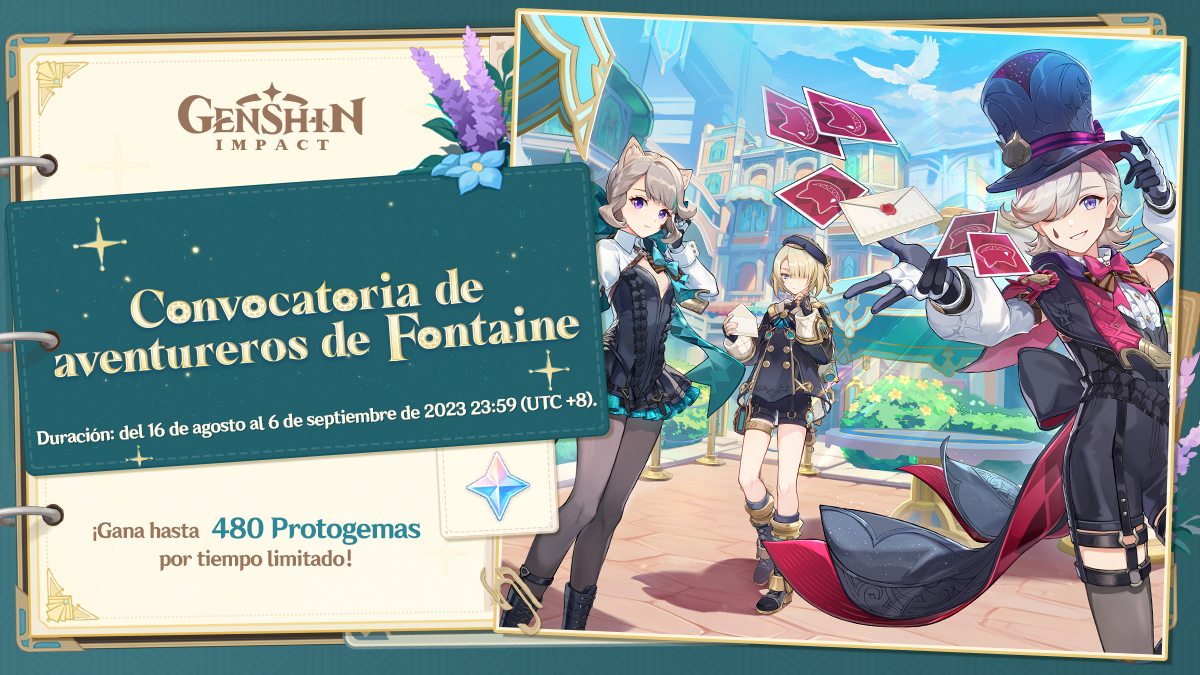 GENSHIN
IMPACT
Convocatoria de
aventureros de Fontaine
Duración: del 16 de agosto al 6 de septiembre de 2023 23:59 (UTC +8).
¡Gana hasta 480 Protogemas
por tiempo limitado!